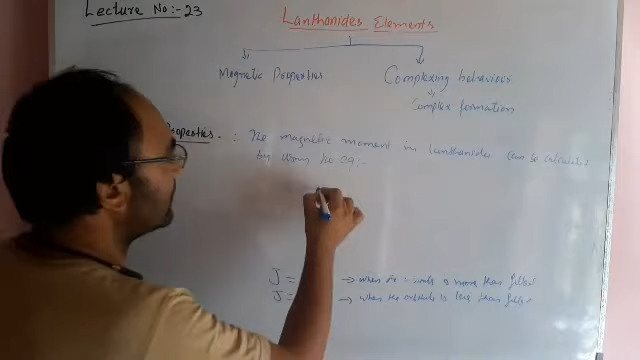 Lecture No:- 23
Lanthanides Elements
Magnetic Properties
Complexing behaviour
Complex formation
Properties. :. The magnetic moment in lanthanides can be calculated
by using the eq:-
J = → when the orbitals is more than filled
J = → when the orbitals is less than filled